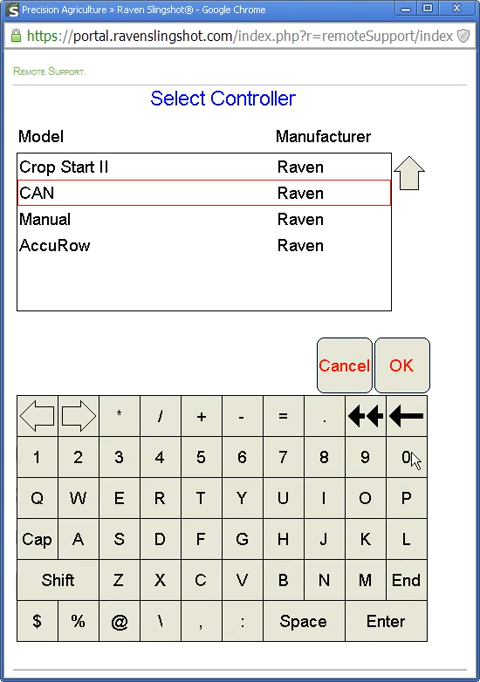 Precision Agriculture » Raven Slingshot® - Google Chrome
https://portal.ravenslingshot.com/index.php?r=remoteSupport/index
Remote Support.
Select Controller
Model Manufacturer
Crop Start II Raven
CAN Raven
Manual Raven
AccuRow Raven
Cancel OK
* / + - = .
1 2 3 4 5 6 7 8 9 0
Q W E R T Y U I O P
Cap A S D F G H J K L
Shift Z X C V B N M End
$ % @ \ , : Space Enter